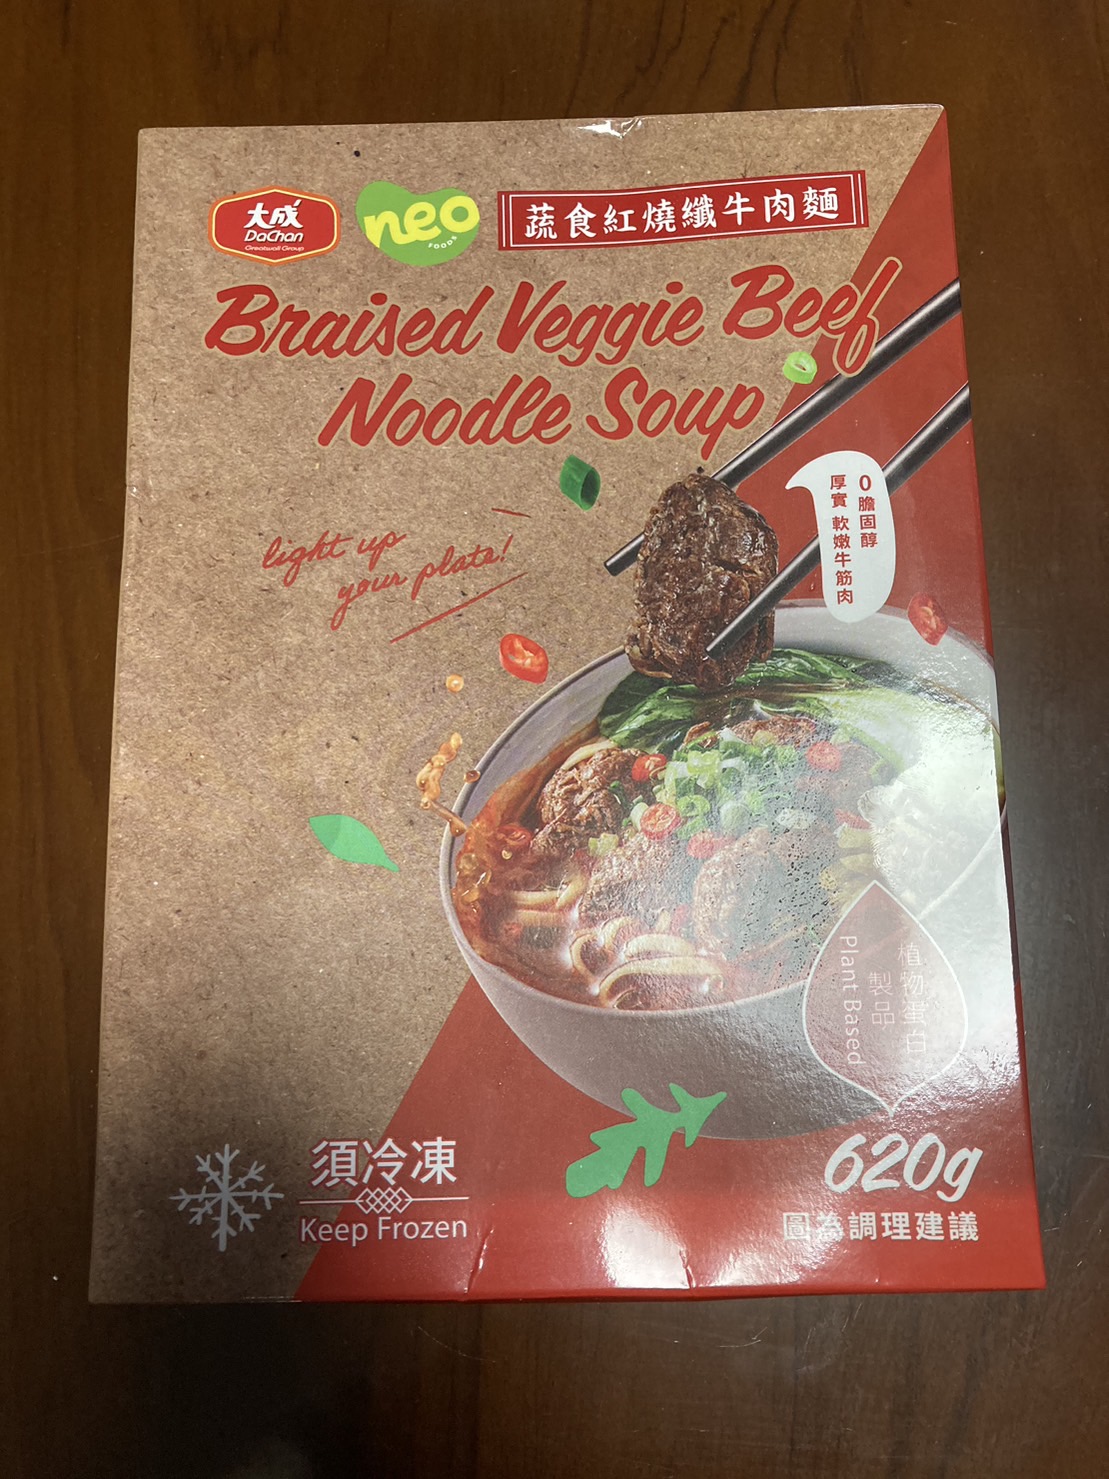 大成
DaChan
Greatwall Group
neo
FOODS
蔬食紅燒纖牛肉麵
Braised Veggie Beef
Noodle Soup
light up
your plate!
0膽固醇
厚實 軟嫩牛筋肉
植物蛋白
製品
Plant Based
須冷凍
Keep Frozen
620g
圖為調理建議